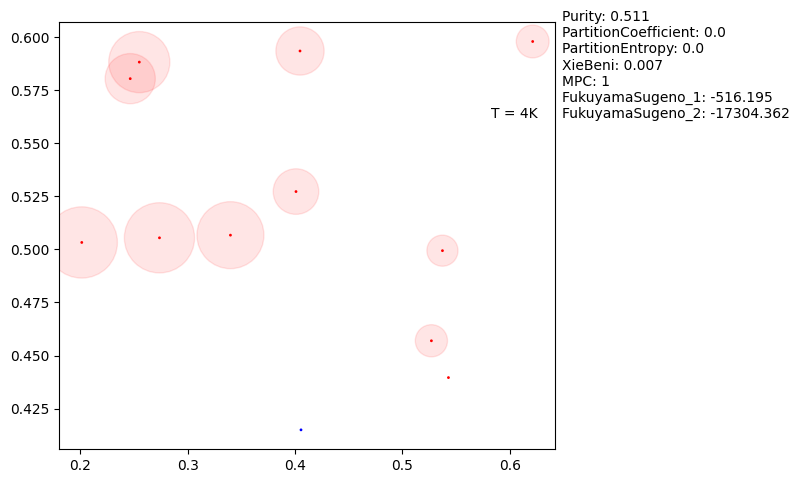 Purity: 0.511
PartitionCoefficient: 0.0
PartitionEntropy: 0.0
XieBeni: 0.007
MPC: 1
FukuyamaSugeno_1: -516.195
FukuyamaSugeno_2: -17304.362
T = 4K
0.600
0.575
0.550
0.525
0.500
0.475
0.450
0.425
0.2
0.3
0.4
0.5
0.6